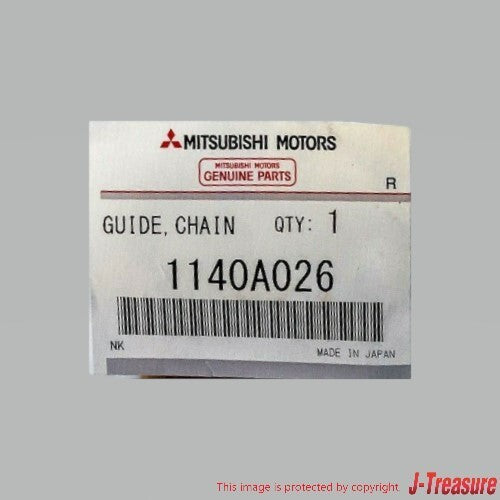 MITSUBISHI MOTORS
MITSUBISHI MOTORS
GENUINE PARTS
R
GUIDE, CHAIN QTY: 1
1140A026
NK
MADE IN JAPAN
This image is protected by copyright.
J-Treasure